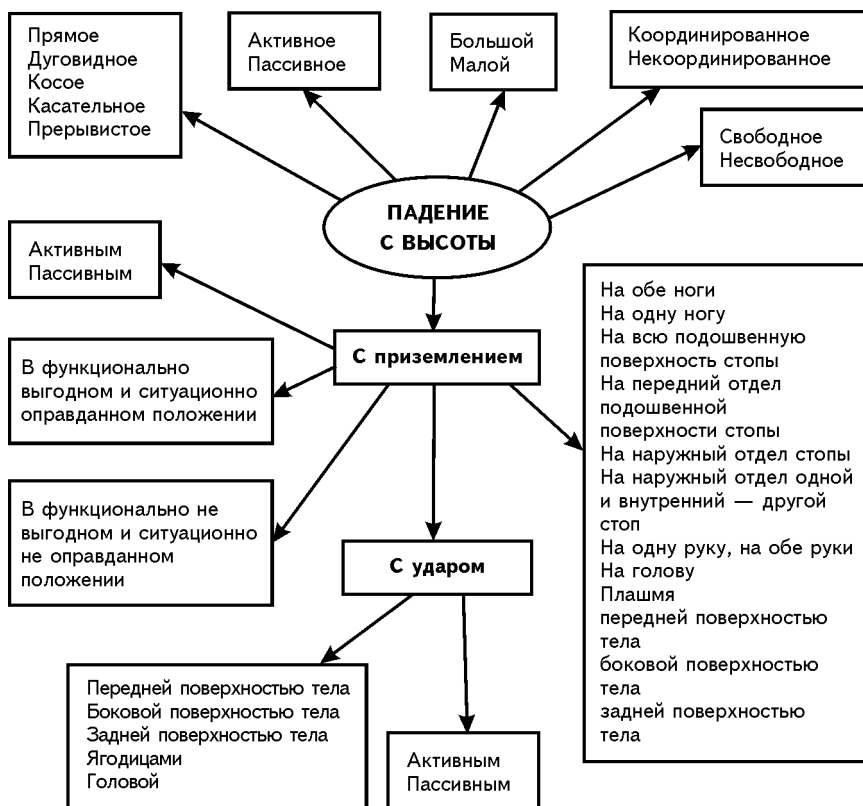 Прямое
Дуговидное
Косое
Касательное
Прерывистое
Активное
Пассивное
Большой
Малой
Координированное
Некоординированное
Свободное
Несвободное
ПАДЕНИЕ
С ВЫСОТЫ
Активным
Пассивным
С приземлением
В функционально
выгодном и ситуационно
оправданном положении
В функционально не
выгодном и ситуационно
не оправданном
положении
На обе ноги
На одну ногу
На всю подошвенную
поверхность стопы
На передний отдел
подошвенной
поверхности стопы
На наружный отдел стопы
На наружный отдел одной
и внутренний — другой
стоп
На одну руку, на обе руки
На голову
Плашмя
передней поверхностью
тела
боковой поверхностью
тела
задней поверхностью
тела
С ударом
Передней поверхностью тела
Боковой поверхностью тела
Задней поверхностью тела
Ягодицами
Головой
Активным
Пассивным